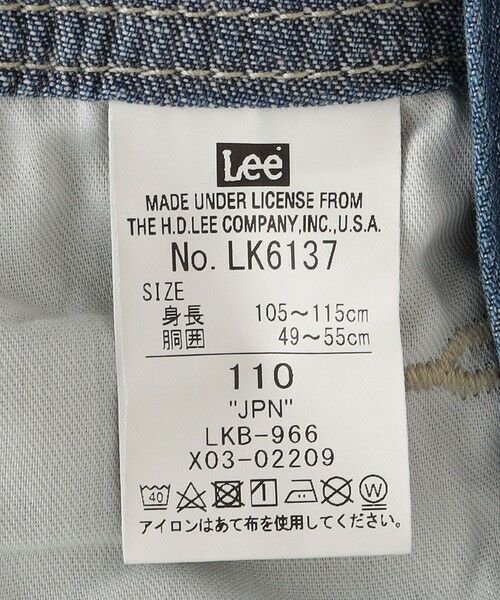 Lee
MADE UNDER LICENSE FROM
THE H.D.LEE COMPANY,INC.,U.S.A.
No. LK6137
SIZE
身長 105～115cm
胴囲 49～55cm
110
"JPN"
LKB-966
X03-02209
40 W
アイロンはあて布を使用してください。